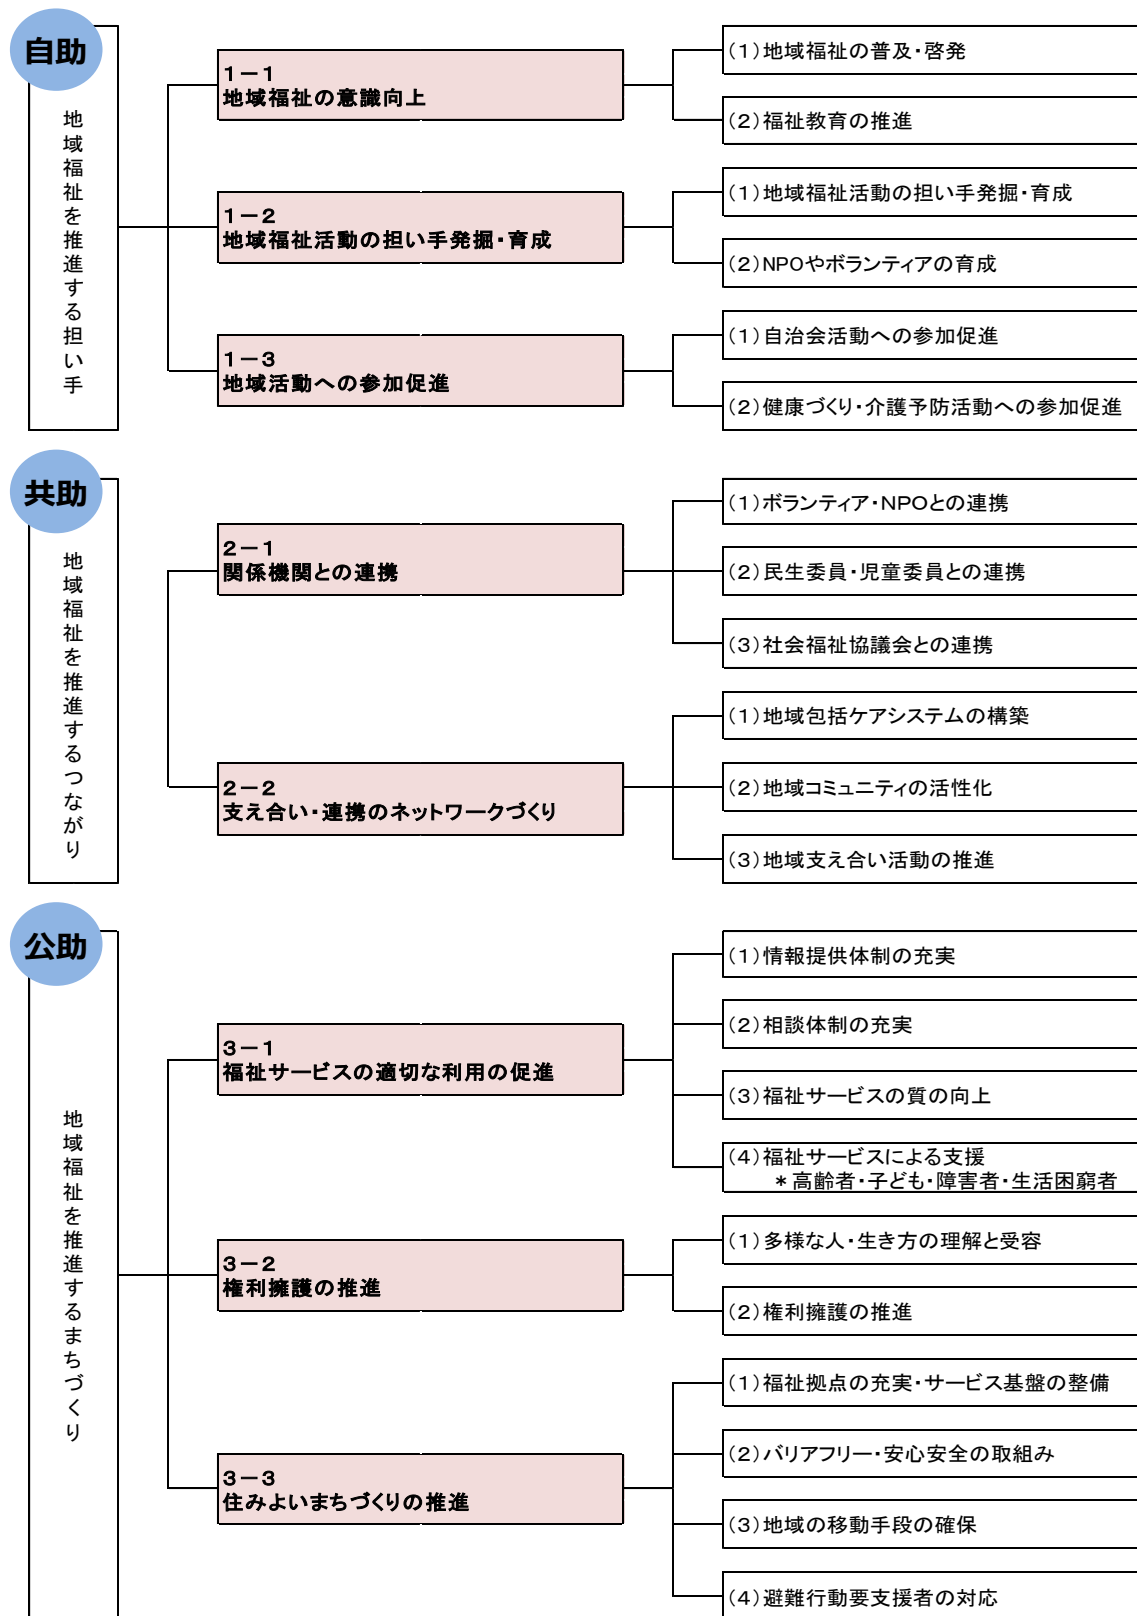 自助
地域福祉を推進する担い手
1－1
地域福祉の意識向上
(1)地域福祉の普及・啓発
(2)福祉教育の推進
1－2
地域福祉活動の担い手発掘・育成
(1)地域福祉活動の担い手発掘・育成
(2)NPOやボランティアの育成
1－3
地域活動への参加促進
(1)自治会活動への参加促進
(2)健康づくり・介護予防活動への参加促進
共助
地域福祉を推進するつながり
2－1
関係機関との連携
(1)ボランティア・NPOとの連携
(2)民生委員・児童委員との連携
(3)社会福祉協議会との連携
2－2
支え合い・連携のネットワークづくり
(1)地域包括ケアシステムの構築
(2)地域コミュニティの活性化
(3)地域支え合い活動の推進
公助
地域福祉を推進するまちづくり
3－1
福祉サービスの適切な利用の促進
(1)情報提供体制の充実
(2)相談体制の充実
(3)福祉サービスの質の向上
(4)福祉サービスによる支援
＊高齢者・子ども・障害者・生活困窮者
3－2
権利擁護の推進
(1)多様な人・生き方の理解と受容
(2)権利擁護の推進
3－3
住みよいまちづくりの推進
(1)福祉拠点の充実・サービス基盤の整備
(2)バリアフリー・安心安全の取組み
(3)地域の移動手段の確保
(4)避難行動要支援者の対応